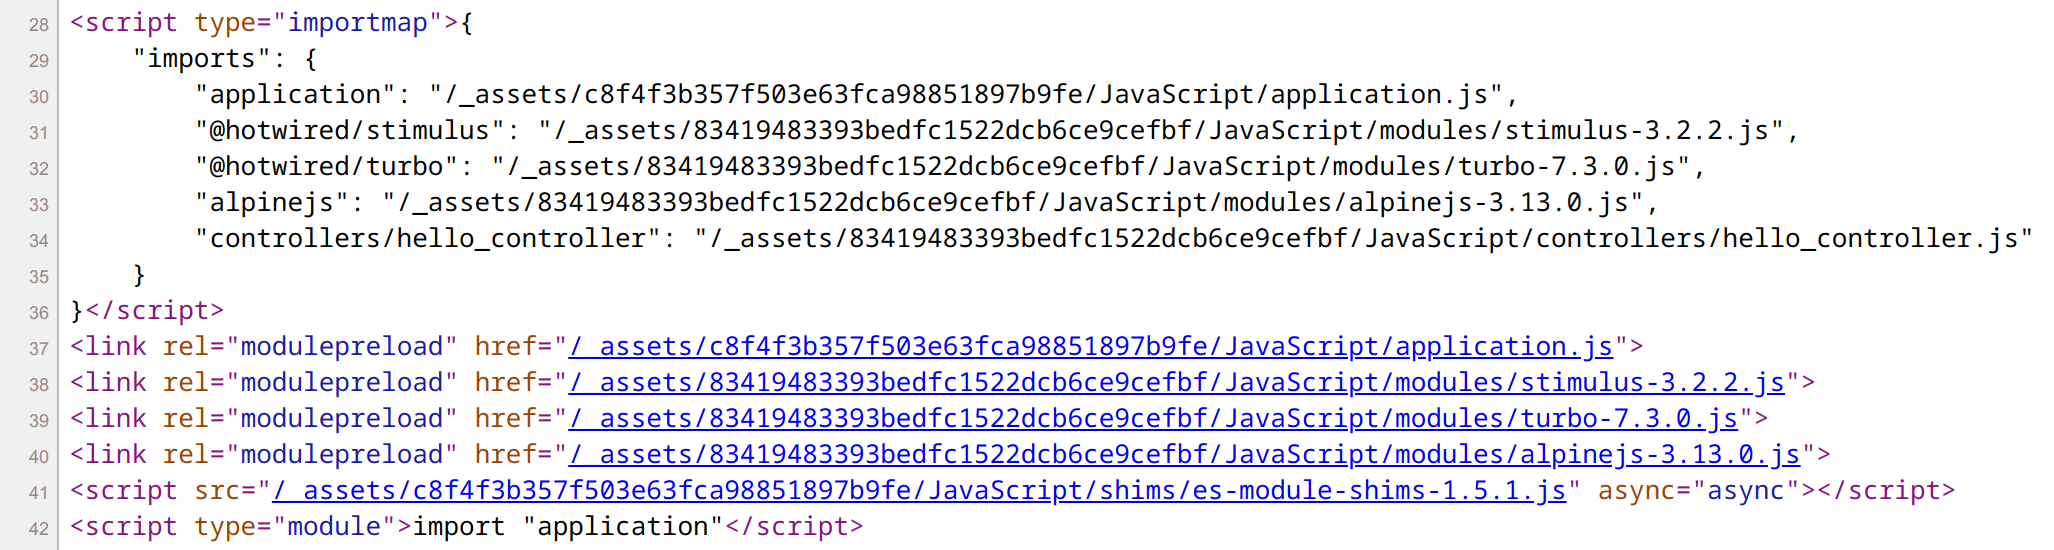 28 <script type="importmap">{
29     "imports": {
30         "application": "/_assets/c8f4f3b357f503e63fca98851897b9fe/JavaScript/application.js",
31         "@hotwired/stimulus": "/_assets/83419483393bedfc1522dcb6ce9cefbf/JavaScript/modules/stimulus-3.2.2.js",
32         "@hotwired/turbo": "/_assets/83419483393bedfc1522dcb6ce9cefbf/JavaScript/modules/turbo-7.3.0.js",
33         "alpinejs": "/_assets/83419483393bedfc1522dcb6ce9cefbf/JavaScript/modules/alpinejs-3.13.0.js",
34         "controllers/hello_controller": "/_assets/83419483393bedfc1522dcb6ce9cefbf/JavaScript/controllers/hello_controller.js"
35     }
36 }</script>
37 <link rel="modulepreload" href="/_assets/c8f4f3b357f503e63fca98851897b9fe/JavaScript/application.js">
38 <link rel="modulepreload" href="/_assets/83419483393bedfc1522dcb6ce9cefbf/JavaScript/modules/stimulus-3.2.2.js">
39 <link rel="modulepreload" href="/_assets/83419483393bedfc1522dcb6ce9cefbf/JavaScript/modules/turbo-7.3.0.js">
40 <link rel="modulepreload" href="/_assets/83419483393bedfc1522dcb6ce9cefbf/JavaScript/modules/alpinejs-3.13.0.js">
41 <script src="/_assets/c8f4f3b357f503e63fca98851897b9fe/JavaScript/shims/es-module-shims-1.5.1.js" async="async"></script>
42 <script type="module">import "application"</script>